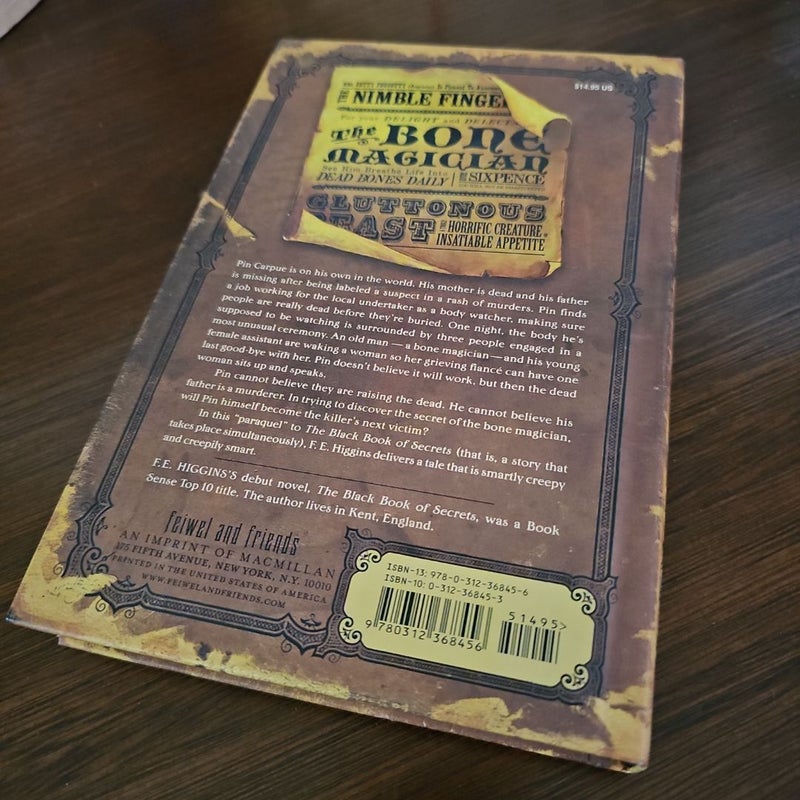 $14.95 US
THE NIMBLE FINGE
For your DELIGHT and DELECT
The BONE
MAGICIAN
See Him Breathe Life Into
DEAD BONES DAILY
SIXPENCE
GLUTTONOUS
BEAST
HORRIFIC CREATURE
INSATIABLE APPETITE
Pin Carpue is on his own in the world. His mother is dead and his father
is missing after being labeled a suspect in a rash of murders. Pin finds
a job working for the local undertaker as a body watcher, making sure
people are really dead before they're buried. One night, the body he's
supposed to be watching is surrounded by three people engaged in a
most unusual ceremony. An old man — a bone magician — and his young
female assistant are waking a woman so her grieving fiancé can have one
last good-bye with her. Pin doesn't believe it will work, but then the dead
woman sits up and speaks.
Pin cannot believe they are raising the dead. He cannot believe his
father is a murderer. In trying to discover the secret of the bone magician,
will Pin himself become the killer's next victim?
In this "paraquel" to The Black Book of Secrets (that is, a story that
takes place simultaneously), F. E. Higgins delivers a tale that is smartly creepy
and creepily smart.
F. E. HIGGINS'S debut novel, The Black Book of Secrets, was a Book
Sense Top 10 title. The author lives in Kent, England.
feiwel and friends
AN IMPRINT OF MACMILLAN
175 FIFTH AVENUE, NEW YORK, N.Y. 10010
PRINTED IN THE UNITED STATES OF AMERICA
WWW.FEIWELANDFRIENDS.COM
ISBN-13: 978-0-312-36845-6
ISBN-10: 0-312-36845-3
51495>
9 780312 368456